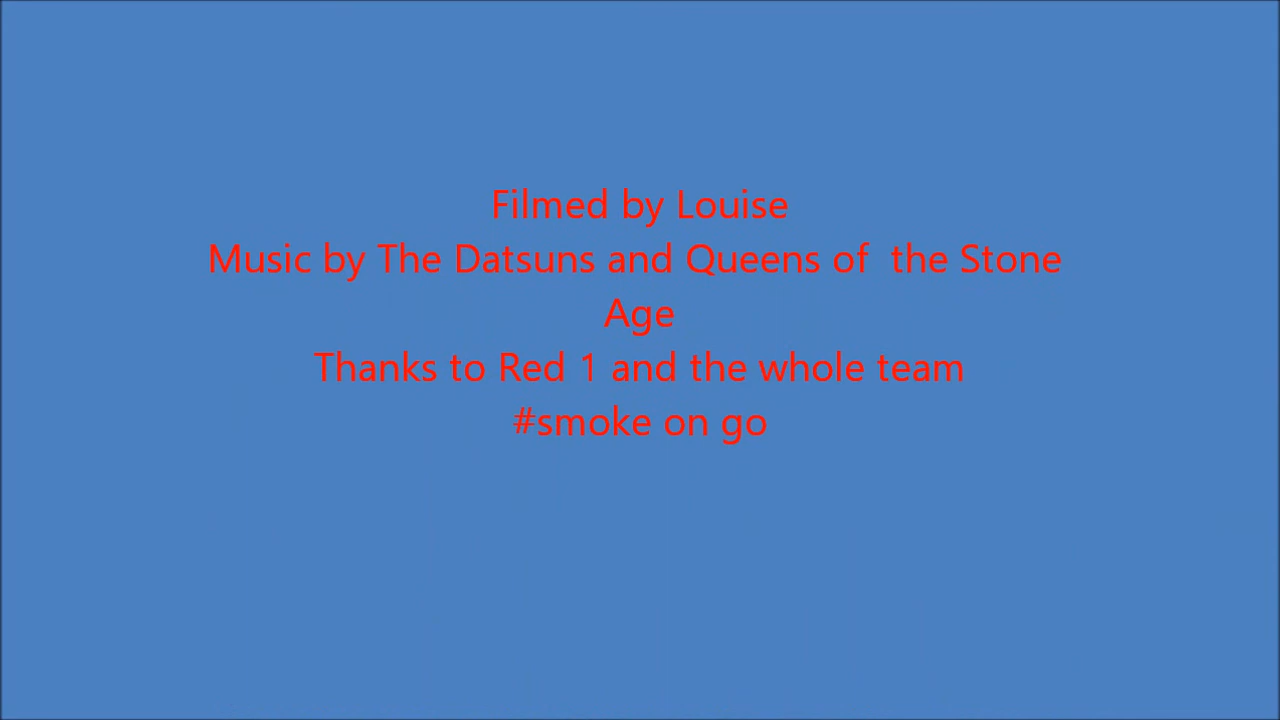 Filmed by Louise
Music by The Datsuns and Queens of  the Stone
Age
Thanks to Red 1 and the whole team
#smoke on go